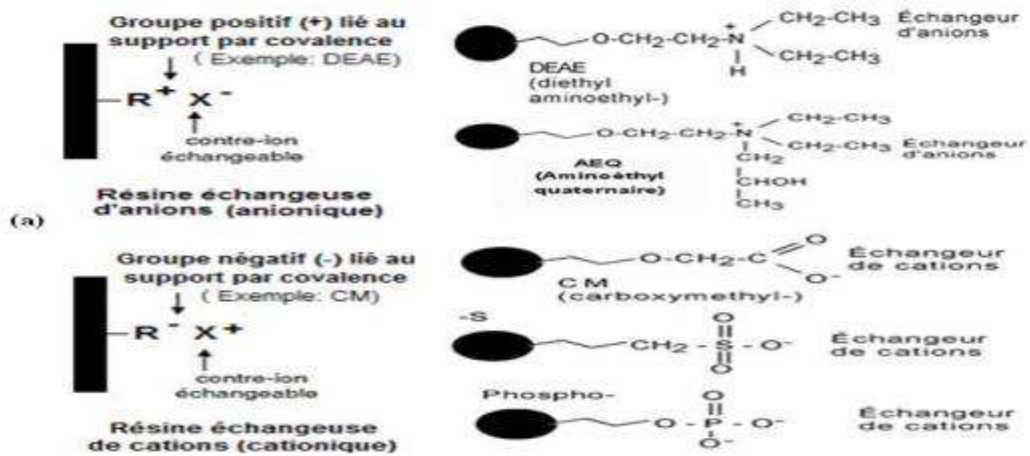 Groupe positif (+) lié au
support par covalence
( Exemple: DEAE)
R+ X-
contre-ion
échangeable
Résine échangeuse
d'anions (anionique)
O-CH2-CH2-N+
CH2-CH3
CH2-CH3
H
DEAE
(diethyl
aminoethyl-)
Échangeur
d'anions
O-CH2-CH2-N+
CH2-CH3
CH2-CH3
CH2
CHOH
CH3
AEQ
(Aminoéthyl
quaternaire)
Échangeur
d'anions
(a)
Groupe négatif (-) lié au
support par covalence
( Exemple: CM)
R- X+
contre-ion
échangeable
Résine échangeuse
de cations (cationique)
O-CH2-C
O
O-
CM
(carboxymethyl-)
Échangeur
de cations
-S
O
CH2 - S - O-
O
Échangeur
de cations
Phospho-
O
O - P - O-
O-
Échangeur
de cations